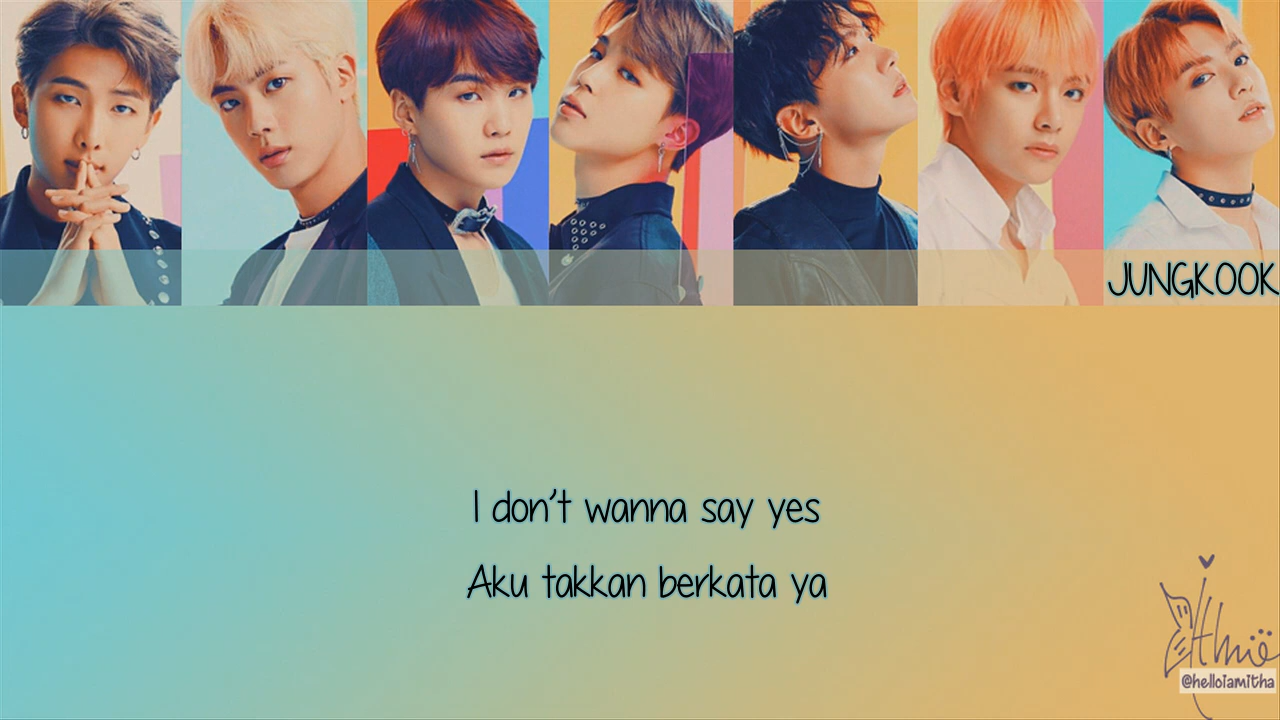 JUNGKOOK
I don't wanna say yes
Aku takkan berkata ya
@helloiamitha